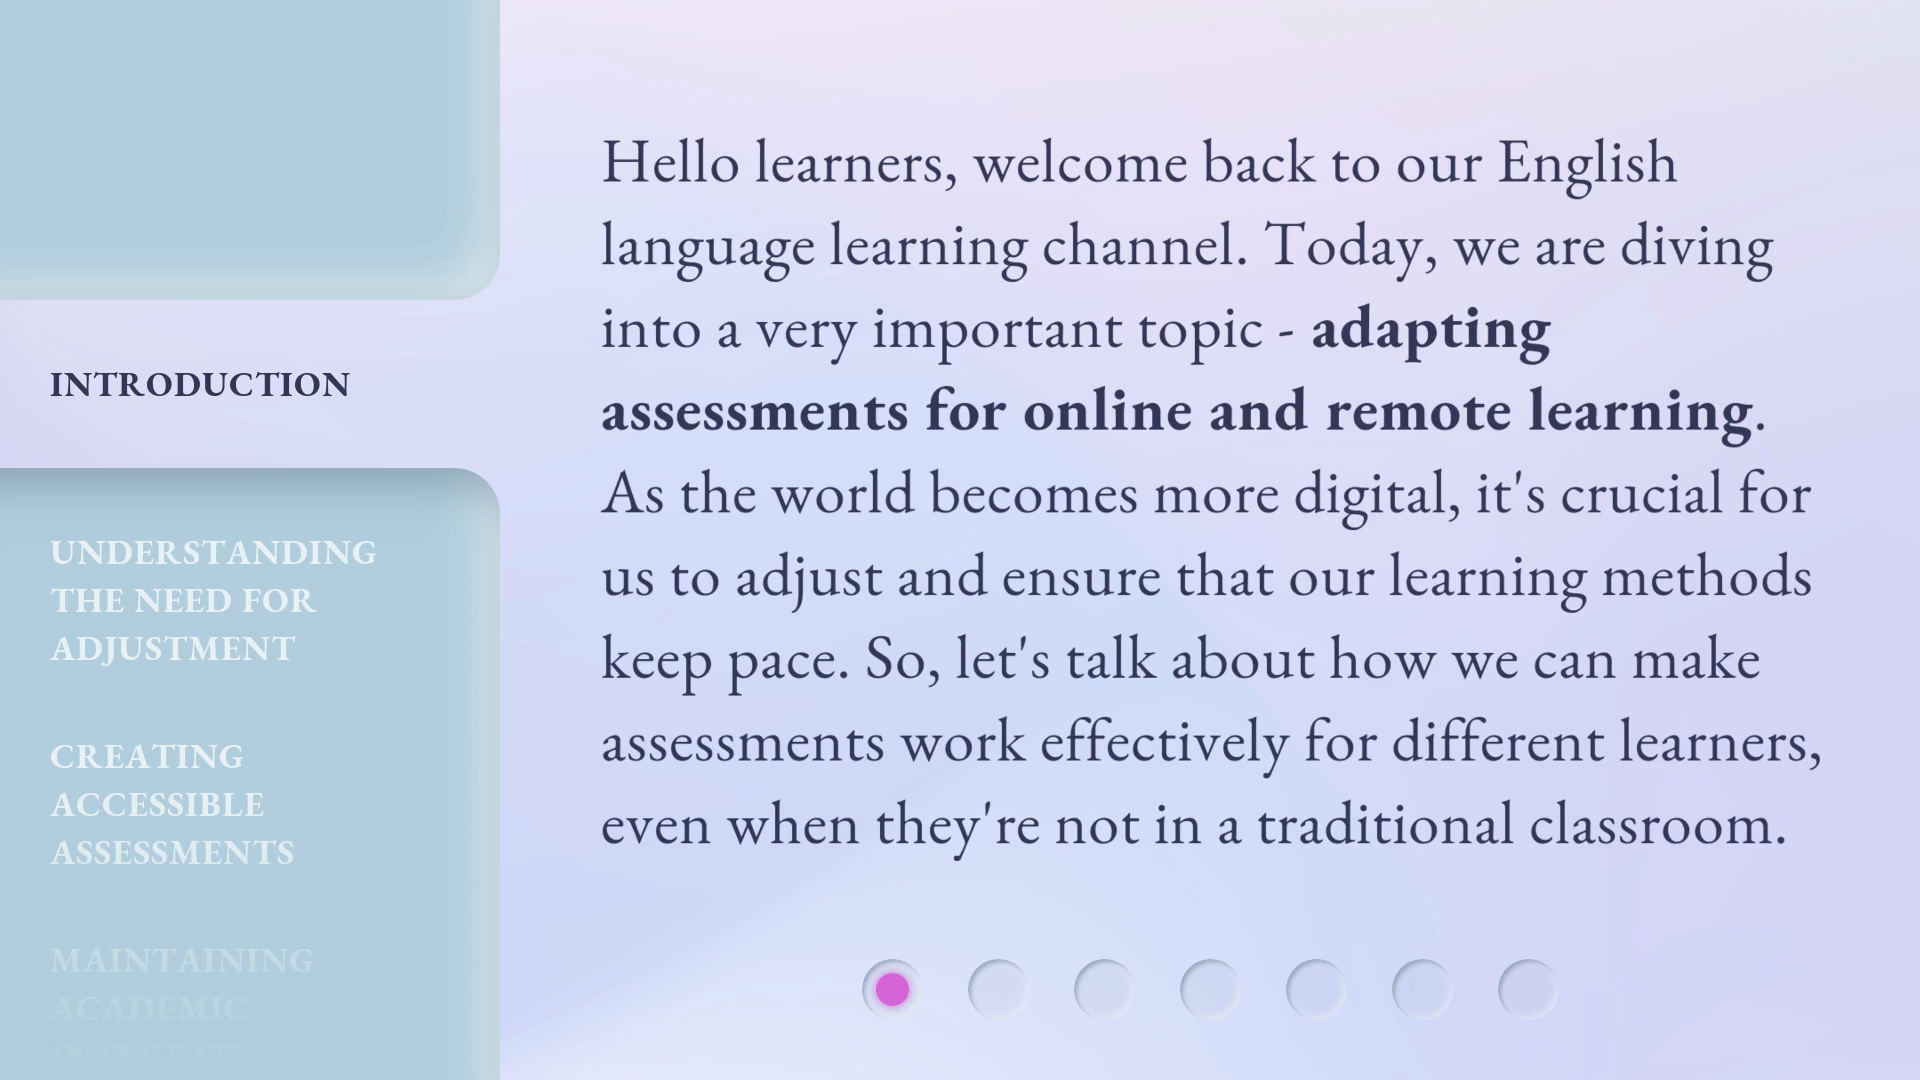 INTRODUCTION
UNDERSTANDING
THE NEED FOR
ADJUSTMENT
CREATING
ACCESSIBLE
ASSESSMENTS
MAINTAINING
ACADEMIC
INTEGRITY
Hello learners, welcome back to our English
language learning channel. Today, we are diving
into a very important topic - adapting
assessments for online and remote learning.
As the world becomes more digital, it's crucial for
us to adjust and ensure that our learning methods
keep pace. So, let's talk about how we can make
assessments work effectively for different learners,
even when they're not in a traditional classroom.